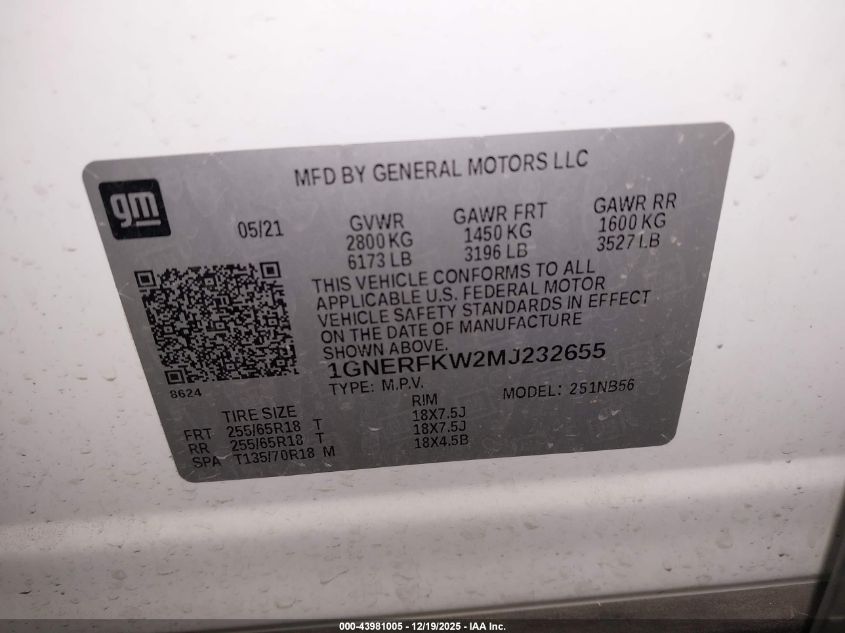 MFD BY GENERAL MOTORS LLC
gm
05/21 GVWR GAWR FRT GAWR RR
2800 KG 1450 KG 1600 KG
6173 LB 3196 LB 3527 LB
THIS VEHICLE CONFORMS TO ALL
APPLICABLE U.S. FEDERAL MOTOR
VEHICLE SAFETY STANDARDS IN EFFECT
ON THE DATE OF MANUFACTURE
SHOWN ABOVE.
1GNERFKW2MJ232655
8624
TYPE: M.P.V. MODEL: 251NB56
TIRE SIZE RIM
FRT 255/65R18 T 18X7.5J
RR 255/65R18 T 18X7.5J
SPA T135/70R18 M 18X4.5B
000-43981005 - 12/19/2025 - IAA Inc.